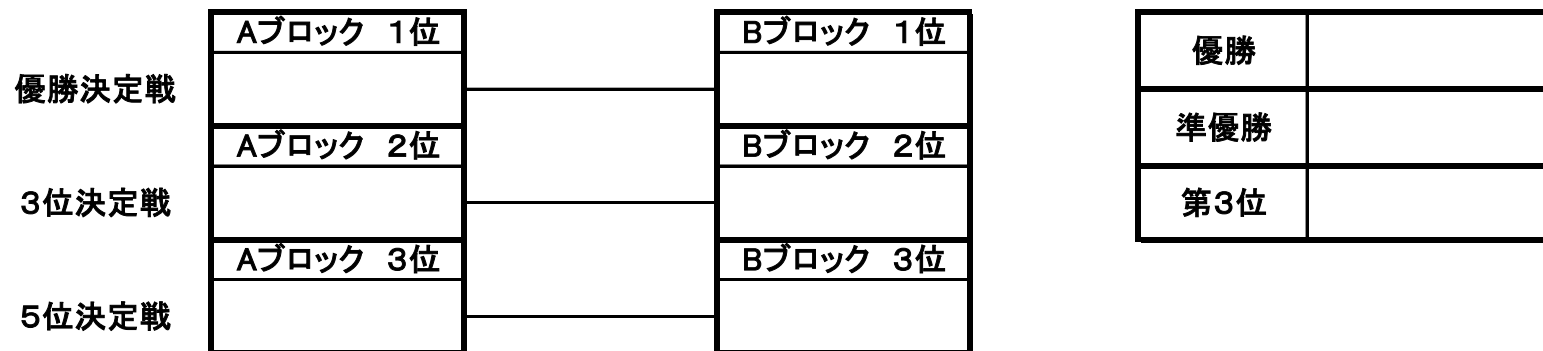 Aブロック　1位
Bブロック　1位
優勝決定戦
Aブロック　2位
Bブロック　2位
3位決定戦
Aブロック　3位
Bブロック　3位
5位決定戦
優勝
準優勝
第3位